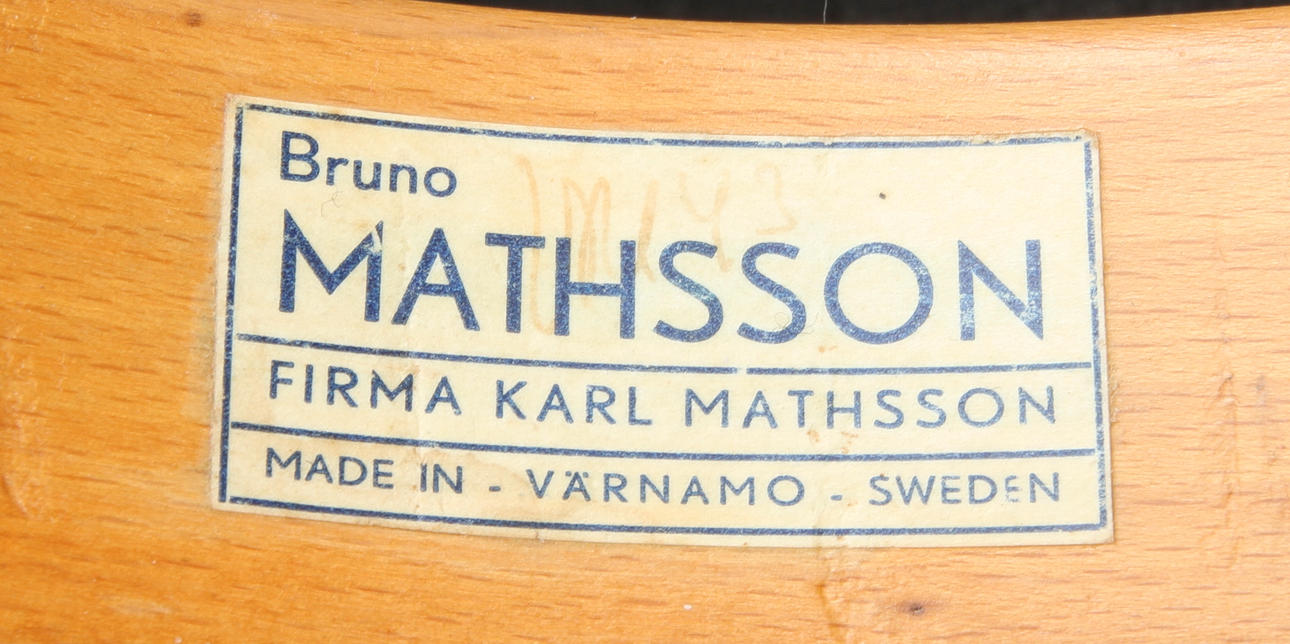 Bruno
MATHSSON
FIRMA KARL MATHSSON
MADE IN - VÄRNAMO - SWEDEN